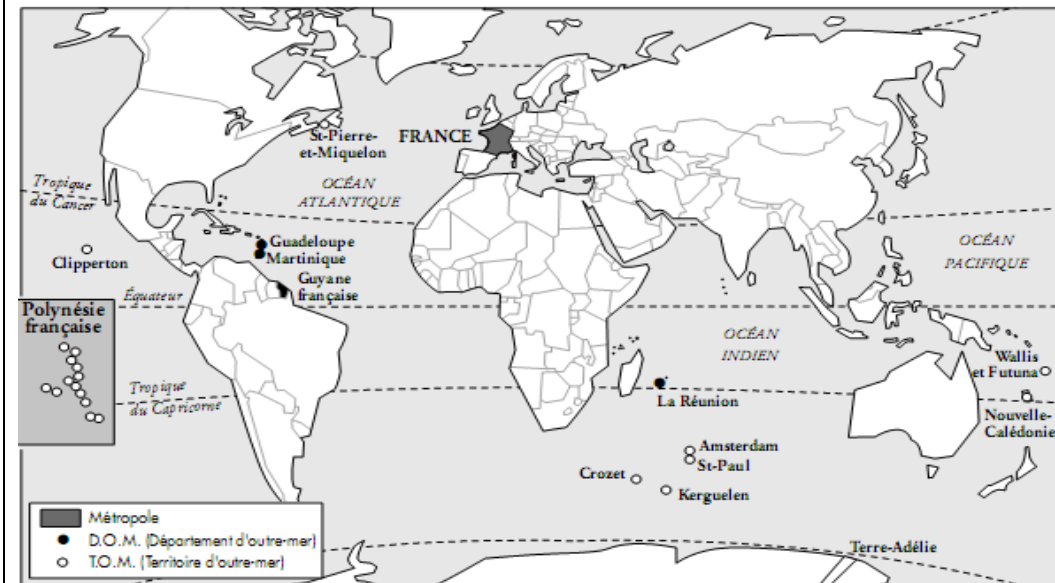 St-Pierre-
et-Miquelon
FRANCE
Tropique
du Cancer
OCÉAN
ATLANTIQUE
Clipperton
Guadeloupe
Martinique
Guyane
française
Équateur
OCÉAN
PACIFIQUE
Polynésie
française
OCÉAN
INDIEN
Wallis
et Futuna
Tropique
du Capricorne
La Réunion
Nouvelle-
Calédonie
Amsterdam
St-Paul
Crozet
Kerguelen
Métropole
D.O.M. (Département d'outre-mer)
T.O.M. (Territoire d'outre-mer)
Terre-Adélie